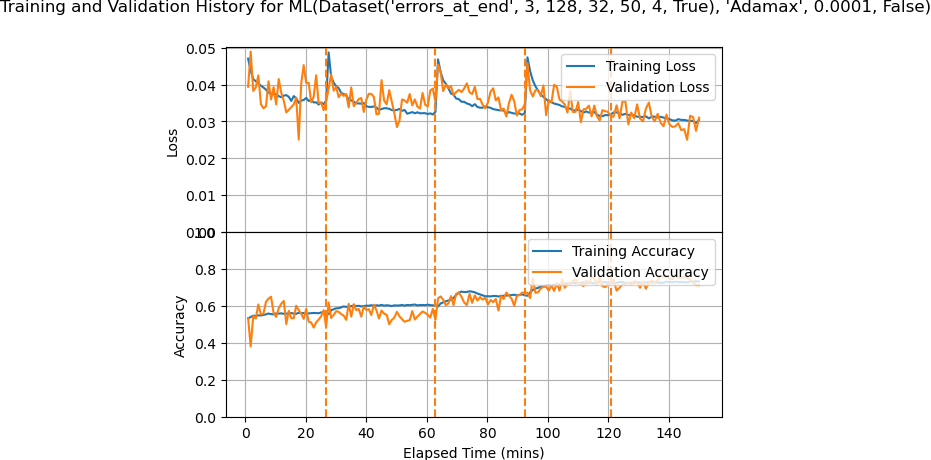 Training and Validation History for ML(Dataset('errors_at_end', 3, 128, 32, 50, 4, True), 'Adamax', 0.0001, False)
0.05
0.04
0.03
0.02
0.01
0.00
Loss
Training Loss
Validation Loss
1.0
0.8
0.6
0.4
0.2
0.0
Accuracy
Training Accuracy
Validation Accuracy
0 20 40 60 80 100 120 140
Elapsed Time (mins)